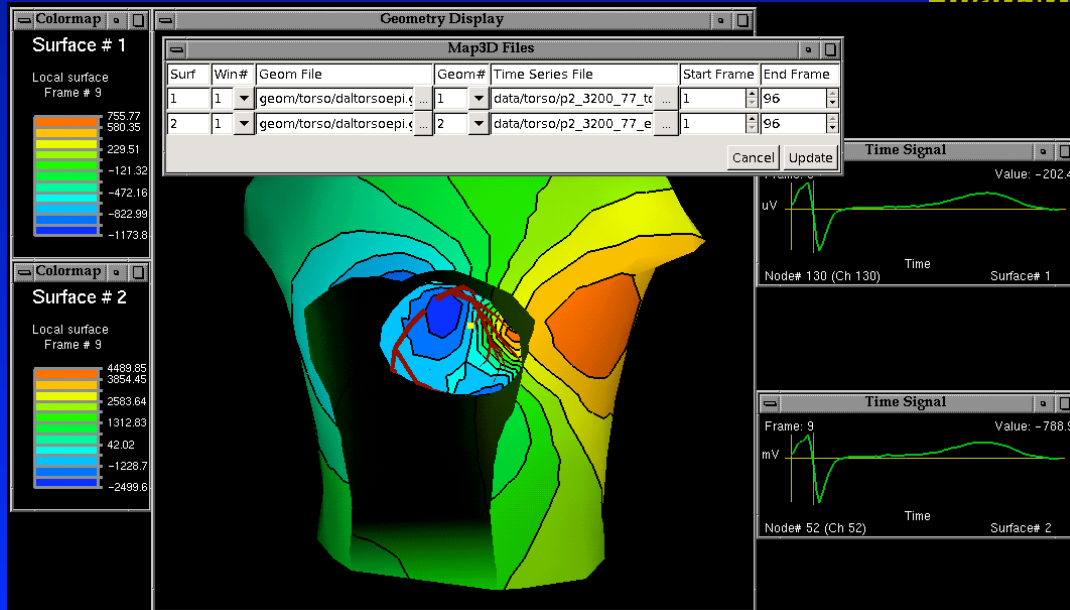 Colormap
Surface # 1
Local surface
Frame # 9
755.77
580.35
229.51
-121.32
-472.16
-822.99
-1173.8
Colormap
Surface # 2
Local surface
Frame # 9
4489.85
3854.45
2583.64
1312.83
42.02
-1228.7
-2499.6
Geometry Display
Map3D Files
Surf Win# Geom File Geom# Time Series File Start Frame End Frame
1 1 geom/torso/daltorsoepi.g ... 1 data/torso/p2_3200_77_to ... 1 96
2 1 geom/torso/daltorsoepi.g ... 2 data/torso/p2_3200_77_e ... 1 96
Cancel Update
Time Signal
Value: -202.4
uV
Time
Node# 130 (Ch 130) Surface# 1
Time Signal
Frame: 9 Value: -788.9
mV
Time
Node# 52 (Ch 52) Surface# 2